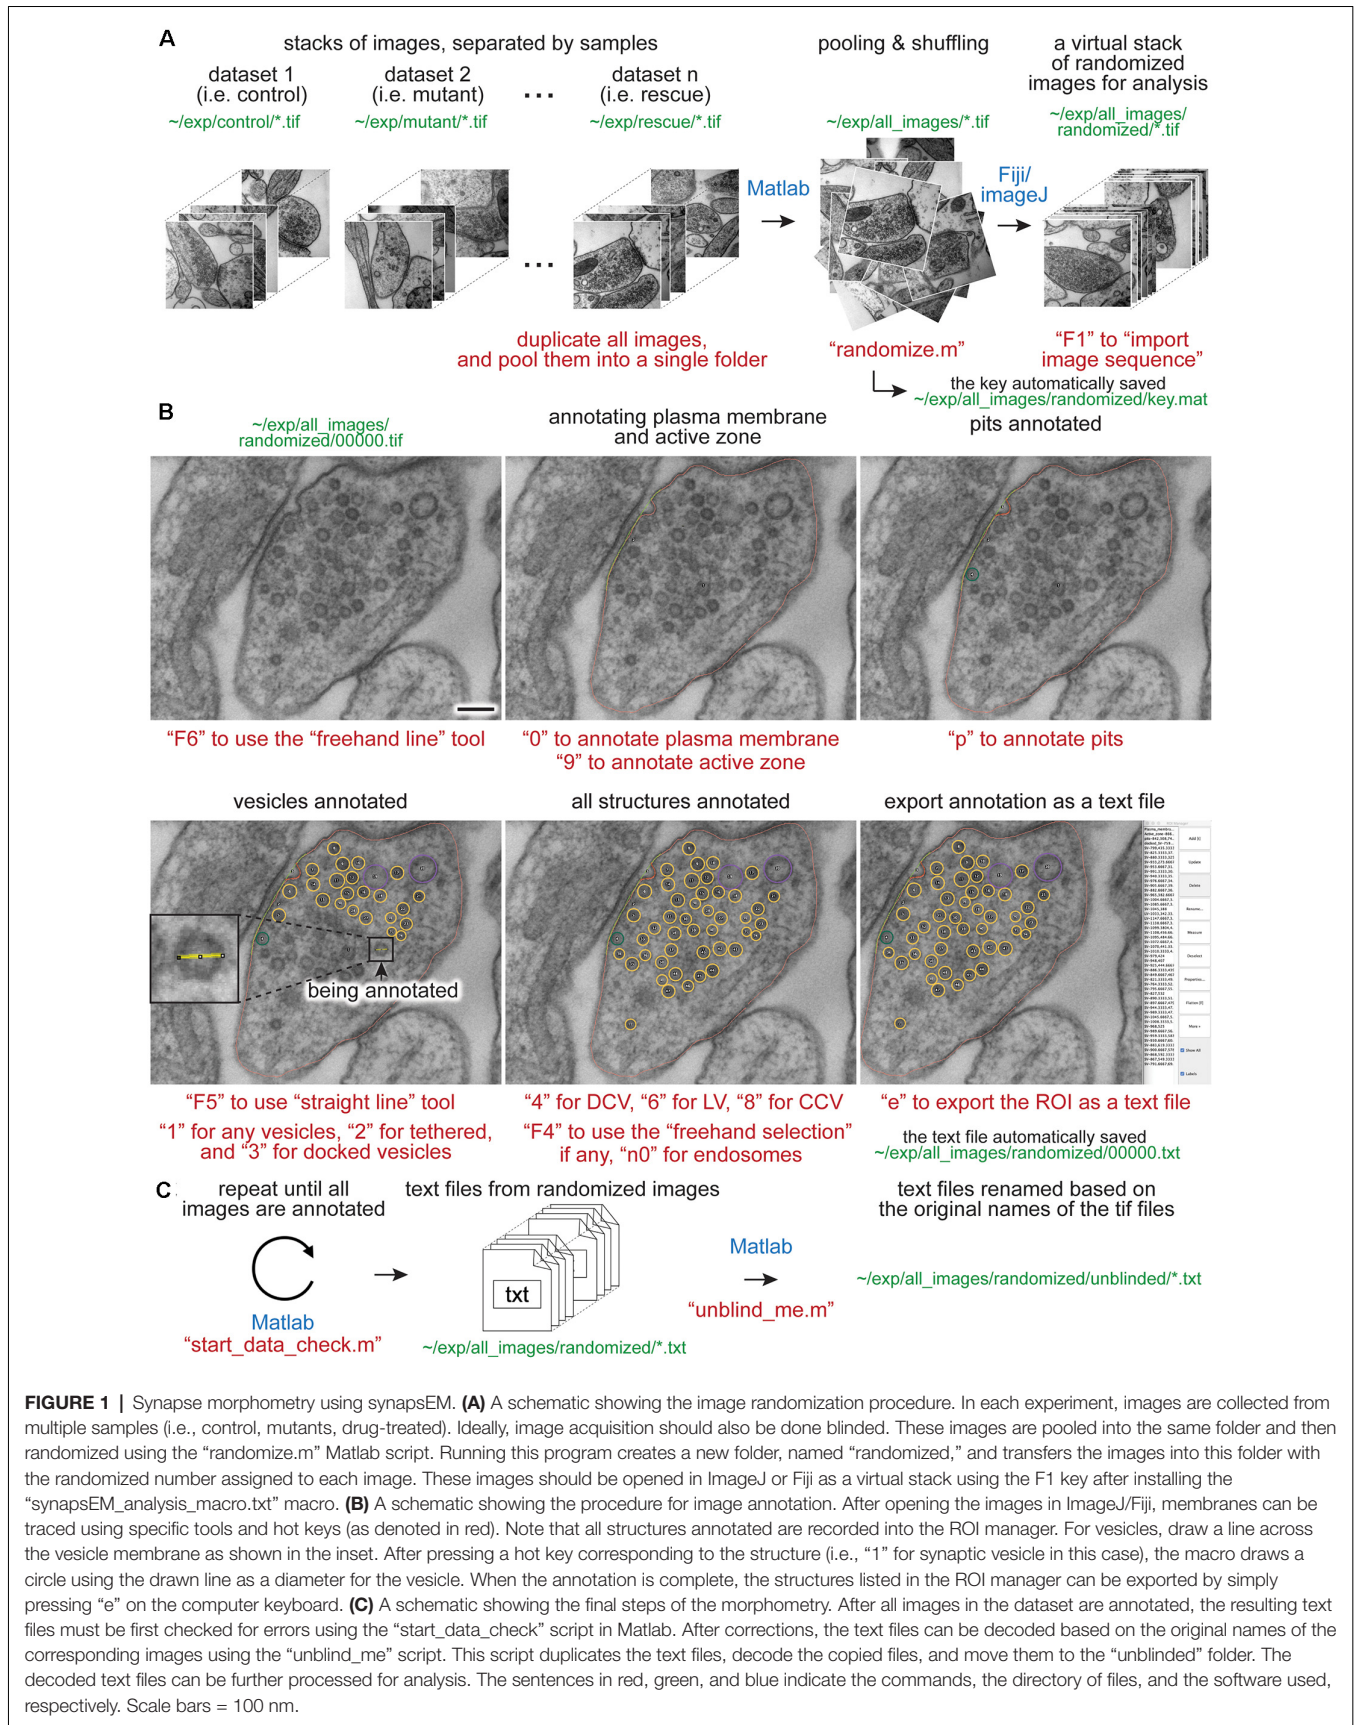 A
stacks of images, separated by samples
pooling & shuffling
a virtual stack
of randomized
images for analysis
dataset 1
(i.e. control)
dataset 2
(i.e. mutant)
...
dataset n
(i.e. rescue)
~/exp/control/*.tif
~/exp/mutant/*.tif
~/exp/rescue/*.tif
~/exp/all_images/*.tif
~/exp/all_images/
randomized/*.tif
Matlab
Fiji/
imageJ
...
duplicate all images,
and pool them into a single folder
“randomize.m”
“F1” to “import
image sequence”
the key automatically saved
~/exp/all_images/randomized/key.mat
B
~/exp/all_images/
randomized/00000.tif
annotating plasma membrane
and active zone
pits annotated
“F6” to use the “freehand line” tool
“0” to annotate plasma membrane
“9” to annotate active zone
“p” to annotate pits
vesicles annotated
all structures annotated
export annotation as a text file
being annotated
Update
Delete
Rename...
Measure
Deselect
Properties...
Flatten [F]
More »
Show All
Labels
“F5” to use “straight line” tool
“1” for any vesicles, “2” for tethered,
and “3” for docked vesicles
“4” for DCV, “6” for LV, “8” for CCV
“F4” to use the “freehand selection”
if any, “n0” for endosomes
“e” to export the ROI as a text file
the text file automatically saved
~/exp/all_images/randomized/00000.txt
C
repeat until all
images are annotated
text files from randomized images
text files renamed based on
the original names of the tif files
txt
Matlab
“start_data_check.m”
~/exp/all_images/randomized/*.txt
Matlab
“unblind_me.m”
~/exp/all_images/randomized/unblinded/*.txt
FIGURE 1 | Synapse morphometry using synapsEM. (A) A schematic showing the image randomization procedure. In each experiment, images are collected from
multiple samples (i.e., control, mutants, drug-treated). Ideally, image acquisition should also be done blinded. These images are pooled into the same folder and then
randomized using the “randomize.m” Matlab script. Running this program creates a new folder, named “randomized,” and transfers the images into this folder with
the randomized number assigned to each image. These images should be opened in ImageJ or Fiji as a virtual stack using the F1 key after installing the
“synapsEM_analysis_macro.txt” macro. (B) A schematic showing the procedure for image annotation. After opening the images in ImageJ/Fiji, membranes can be
traced using specific tools and hot keys (as denoted in red). Note that all structures annotated are recorded into the ROI manager. For vesicles, draw a line across
the vesicle membrane as shown in the inset. After pressing a hot key corresponding to the structure (i.e., “1” for synaptic vesicle in this case), the macro draws a
circle using the drawn line as a diameter for the vesicle. When the annotation is complete, the structures listed in the ROI manager can be exported by simply
pressing “e” on the computer keyboard. (C) A schematic showing the final steps of the morphometry. After all images in the dataset are annotated, the resulting text
files must be first checked for errors using the “start_data_check” script in Matlab. After corrections, the text files can be decoded based on the original names of the
corresponding images using the “unblind_me” script. This script duplicates the text files, decode the copied files, and move them to the “unblinded” folder. The
decoded text files can be further processed for analysis. The sentences in red, green, and blue indicate the commands, the directory of files, and the software used,
respectively. Scale bars = 100 nm.